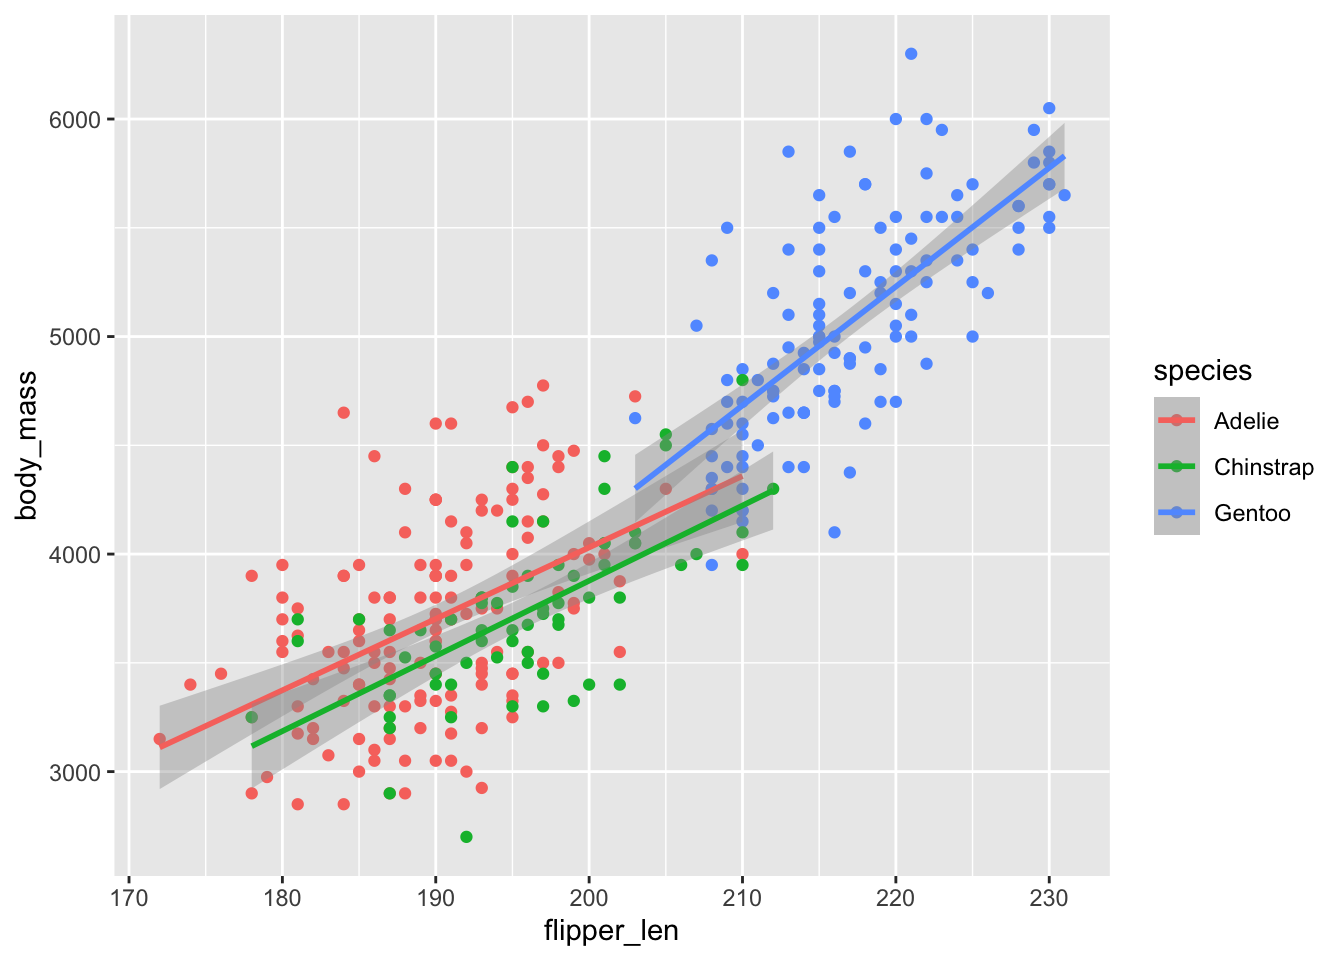 6000
5000
4000
3000
body_mass
170 180 190 200 210 220 230
flipper_len
species
Adelie
Chinstrap
Gentoo